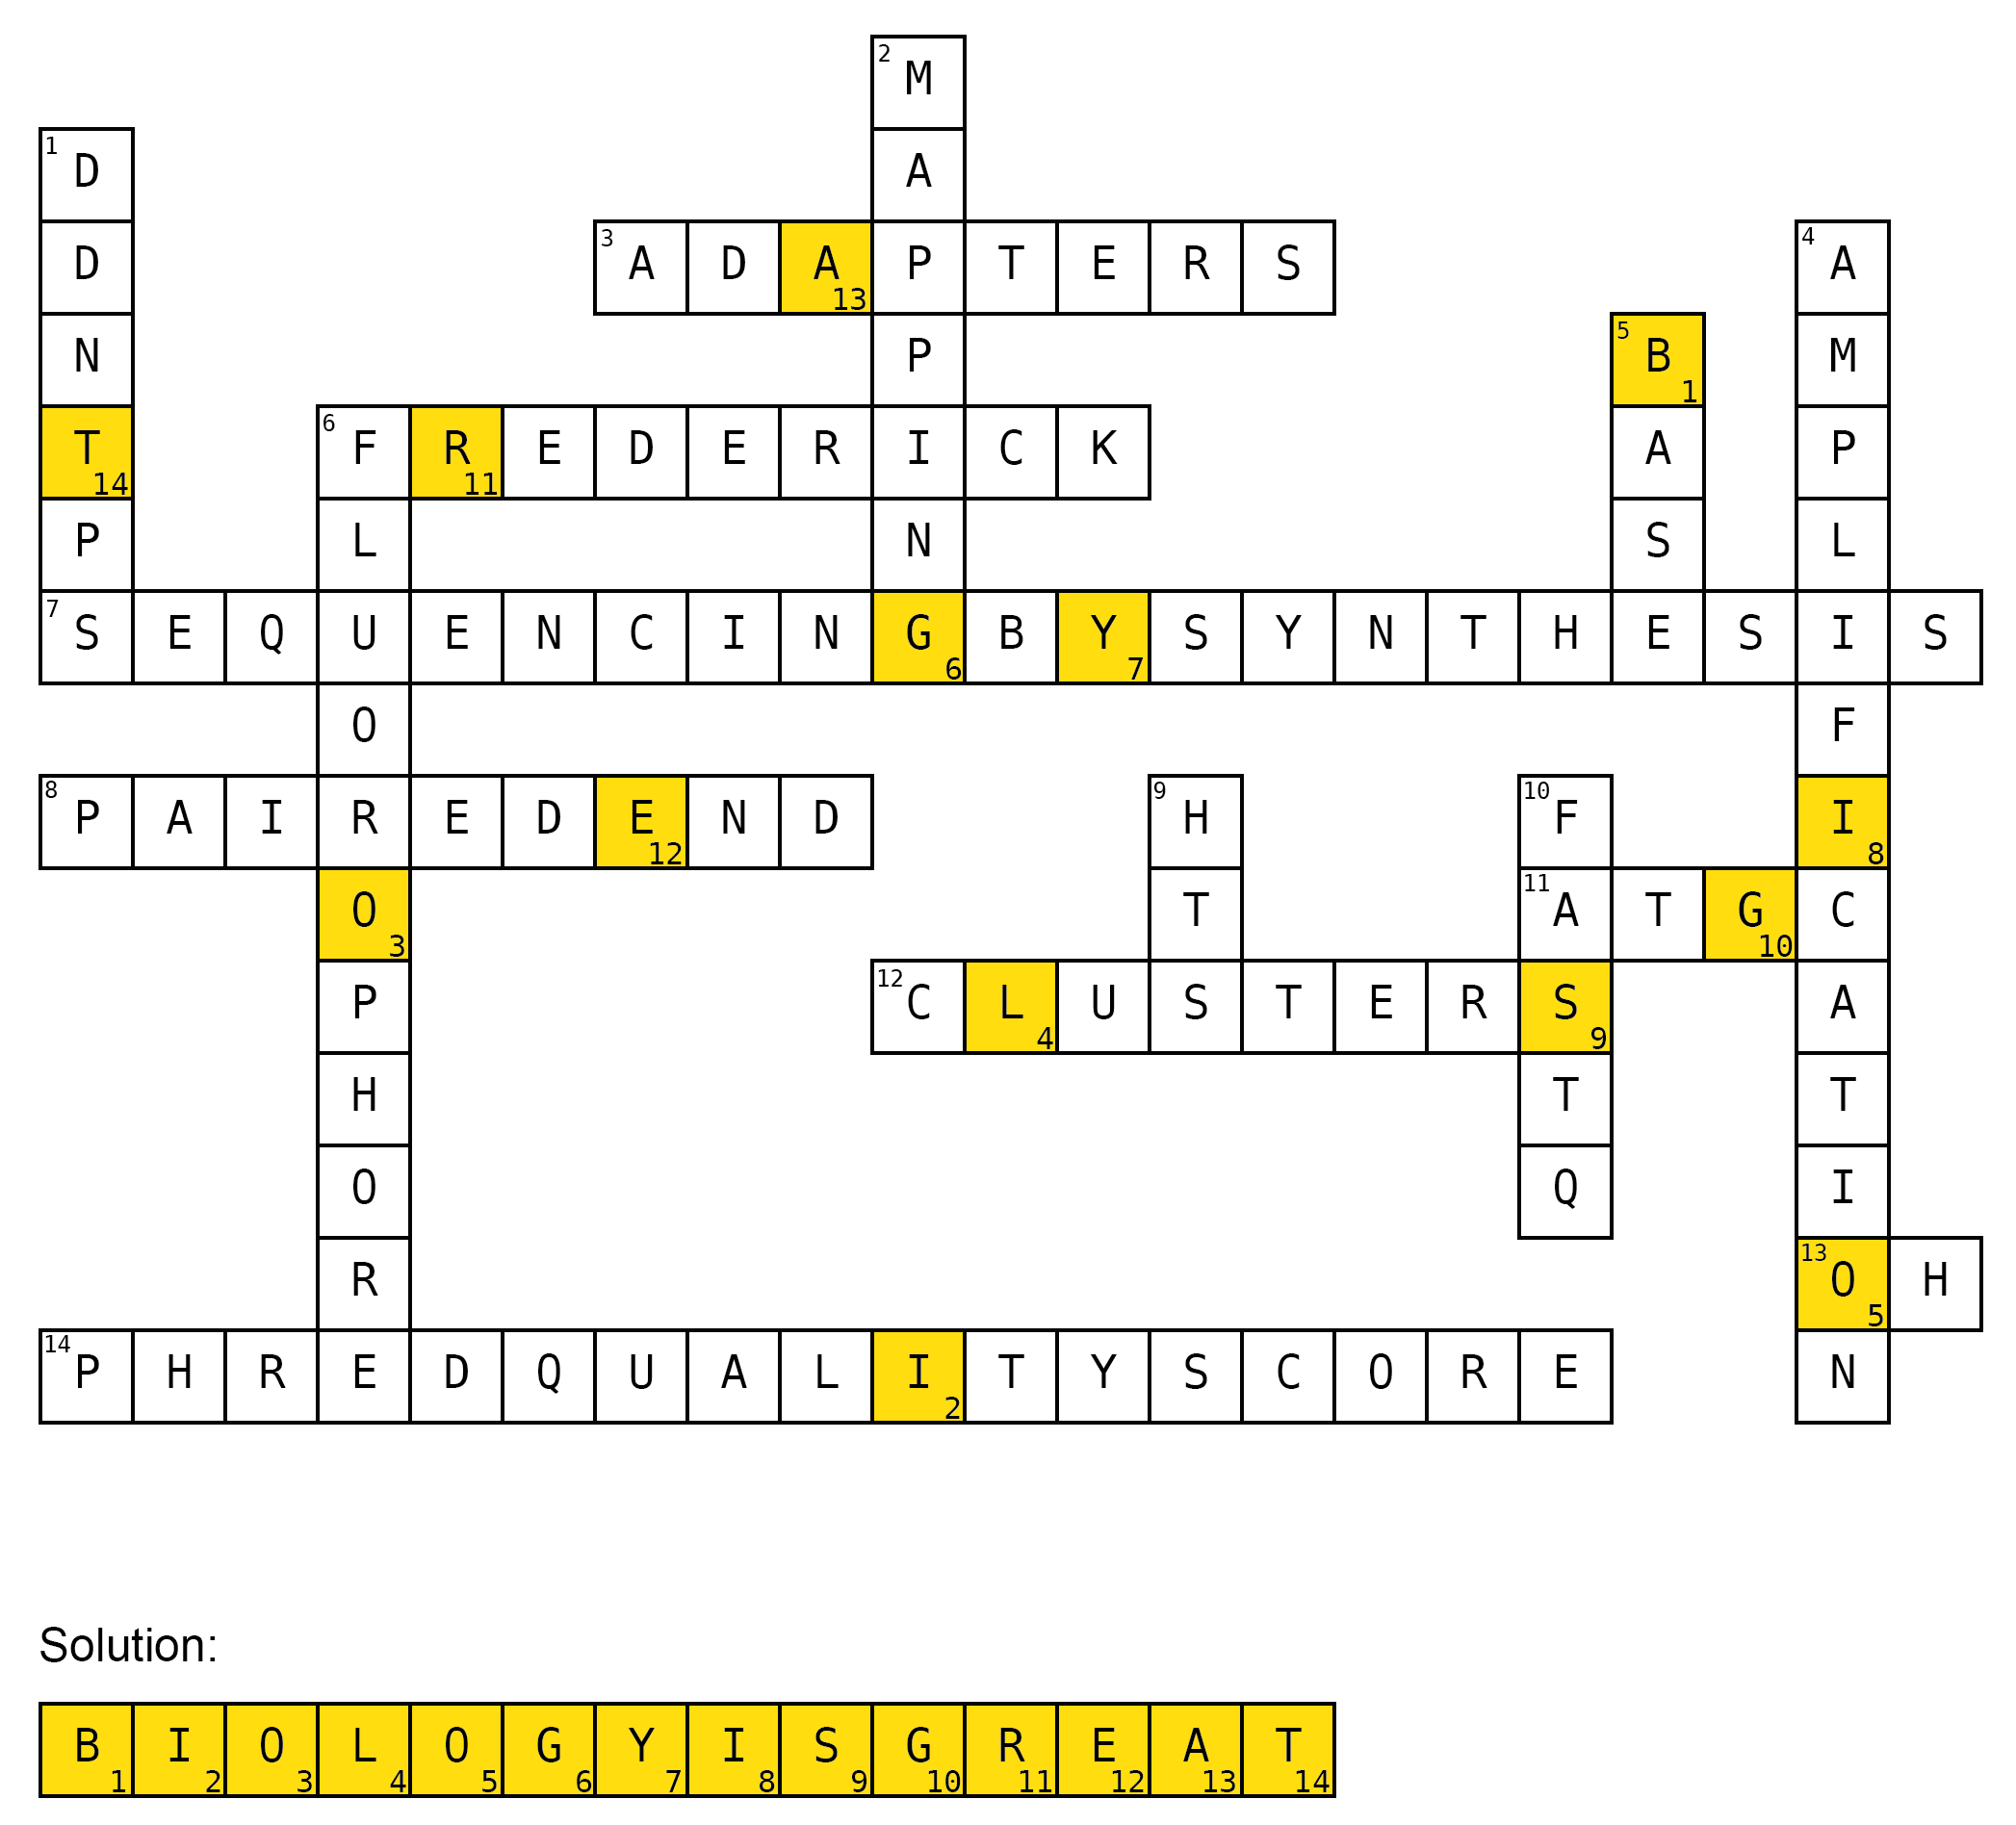 2 M
1 D A
D 3 A D A 13 P T E R S 4 A
N P 5 B 1 M
T 14 6 F R 11 E D E R I C K A P
P L N S L
7 S E Q U E N C I N G 6 B Y 7 S Y N T H E S I S
O F
8 P A I R E D E 12 N D 9 H 10 F I 8
O 3 T 11 A T G 10 C
P 12 C L 4 U S T E R S 9 A
H T T
O Q I
R 13 O 5 H
14 P H R E D Q U A L I 2 T Y S C O R E N
Solution:
B 1 I 2 O 3 L 4 O 5 G 6 Y 7 I 8 S 9 G 10 R 11 E 12 A 13 T 14